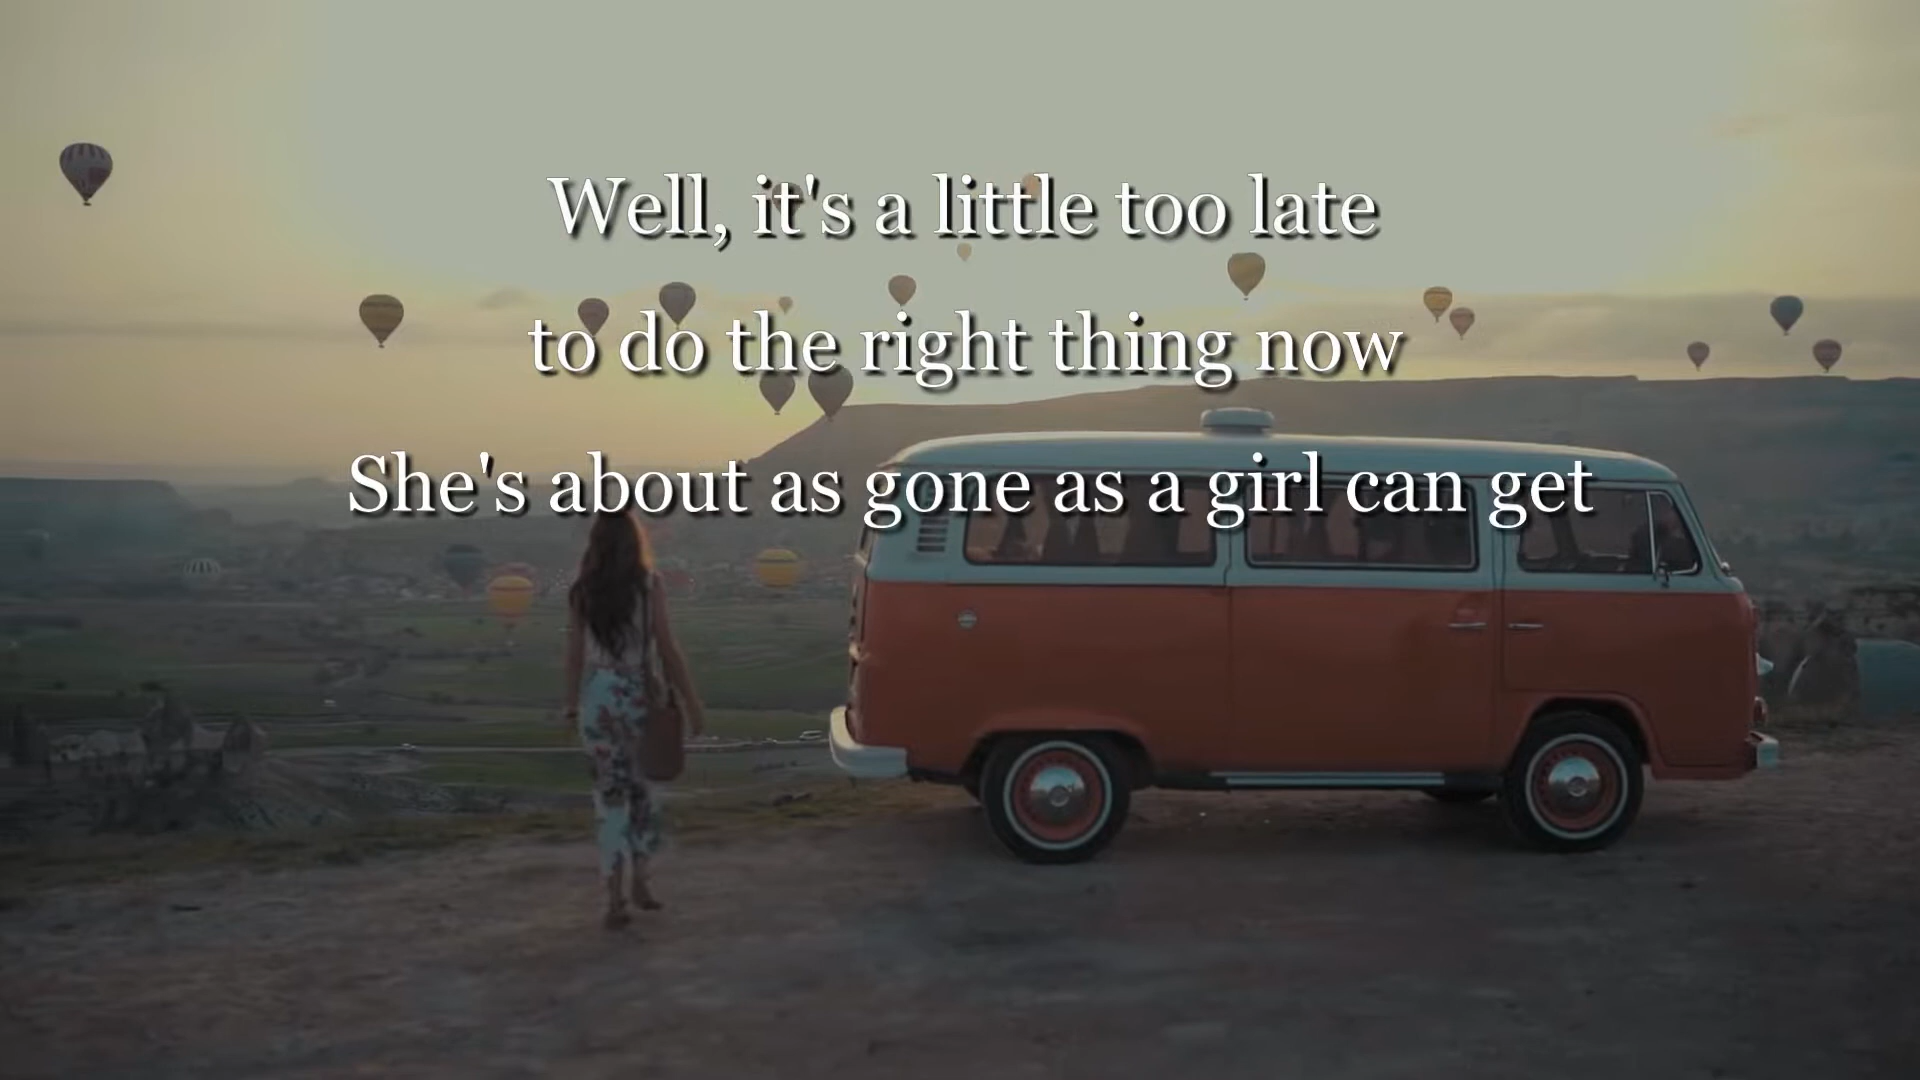 Well, it's a little too late
to do the right thing now
She's about as gone as a girl can get